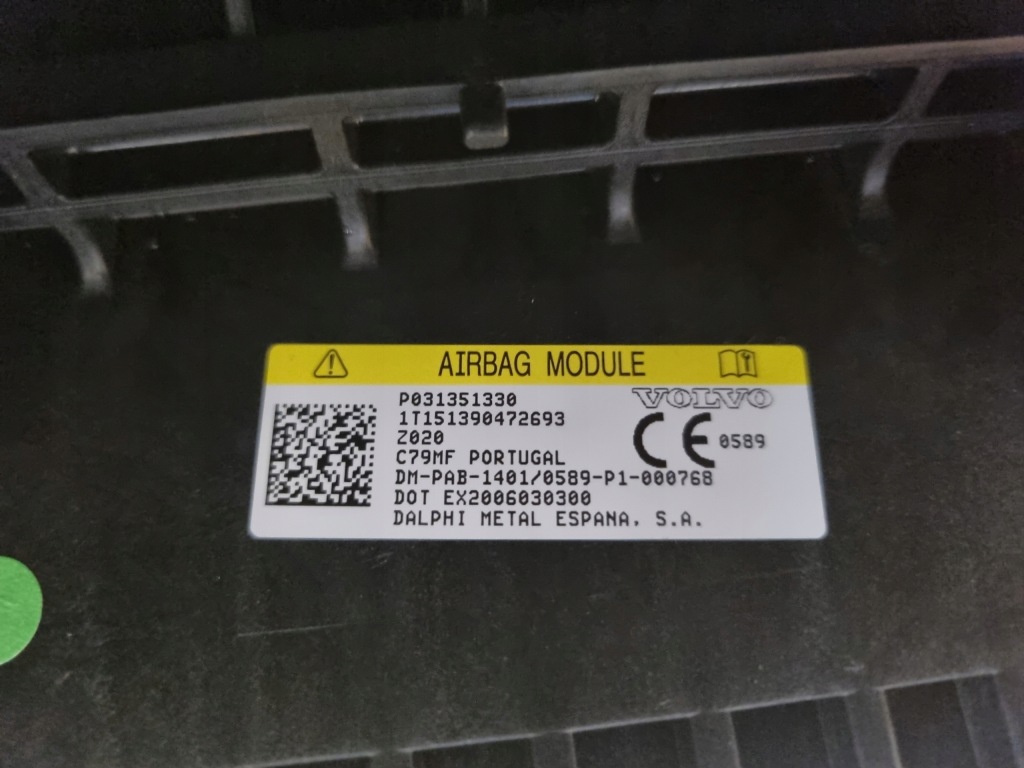 AIRBAG MODULE
P031351330
VOLVO
1T151390472693
Z020
CE 0589
C79MF PORTUGAL
DM-PAB-1401/0589-P1-000768
DOT EX2006030300
DALPHI METAL ESPANA, S.A.